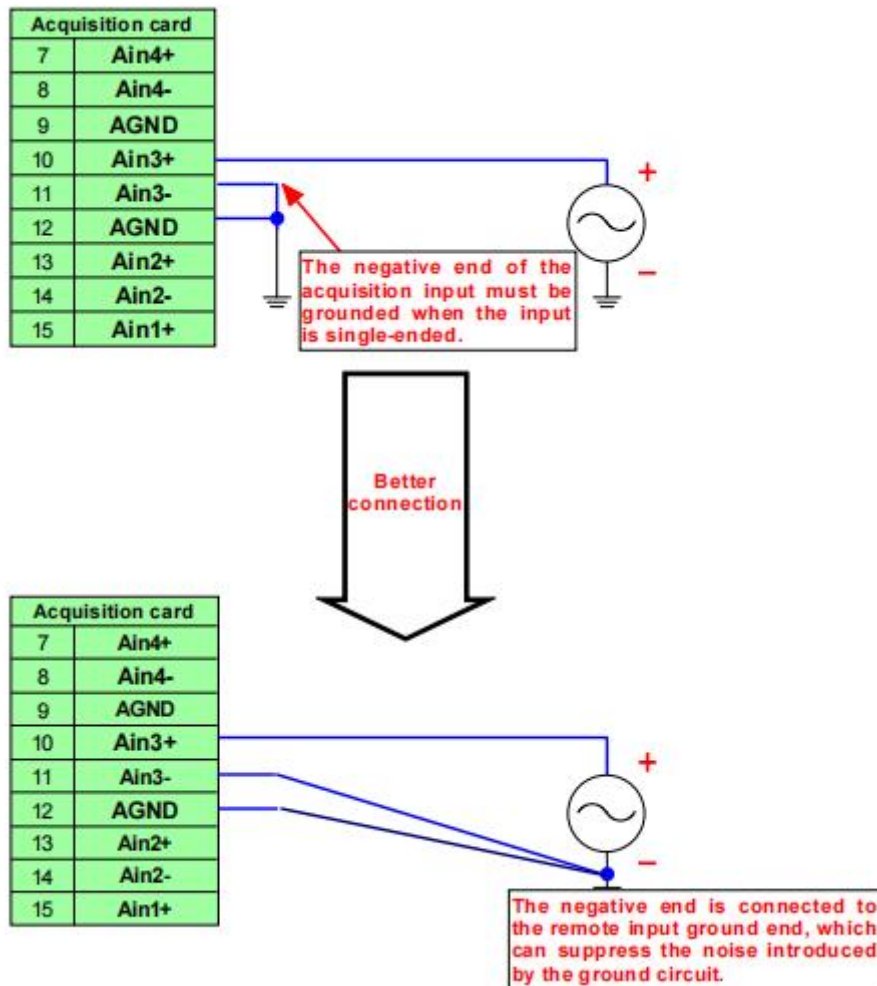 Acquisition card
7 Ain4+
8 Ain4-
9 AGND
10 Ain3+
11 Ain3-
12 AGND
13 Ain2+
14 Ain2-
15 Ain1+
+
−
The negative end of the
acquisition input must be
grounded when the input
is single-ended.
Better
connection
Acquisition card
7 Ain4+
8 Ain4-
9 AGND
10 Ain3+
11 Ain3-
12 AGND
13 Ain2+
14 Ain2-
15 Ain1+
+
−
The negative end is connected to
the remote input ground end, which
can suppress the noise introduced
by the ground circuit.